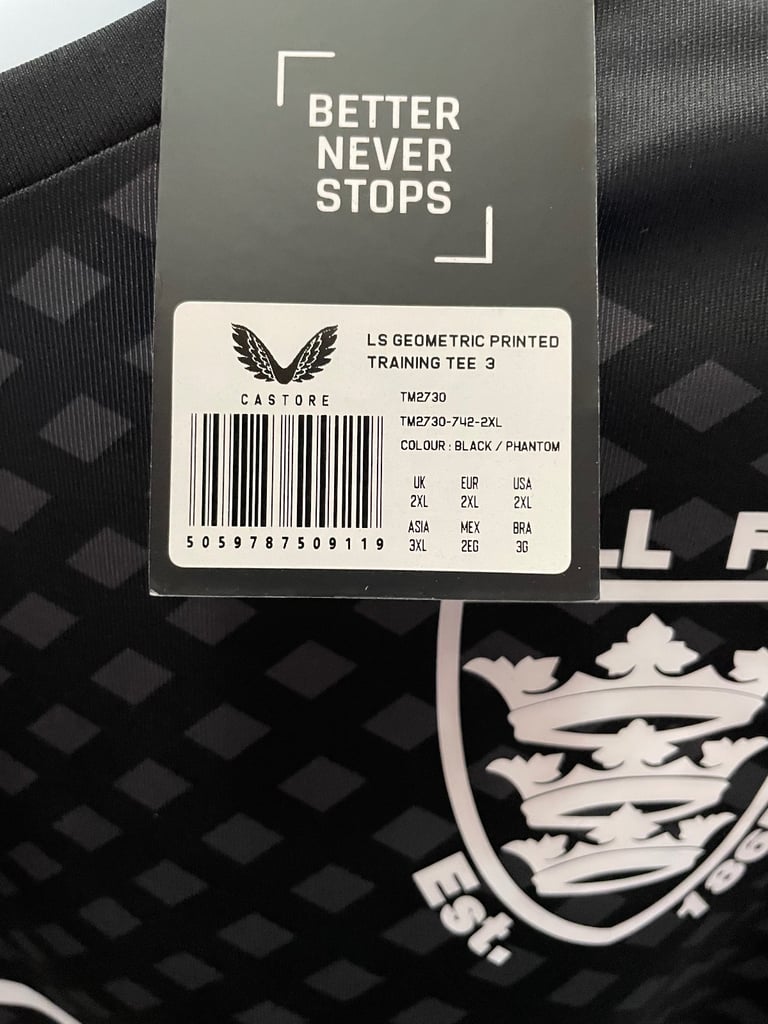 BETTER
NEVER
STOPS
LS GEOMETRIC PRINTED
TRAINING TEE 3
CASTORE
TM2730
TM2730-742-2XL
COLOUR : BLACK / PHANTOM
UK EUR USA
2XL 2XL 2XL
ASIA MEX BRA
3XL 2EG 3G
5059787509119
LL F
Est. 186